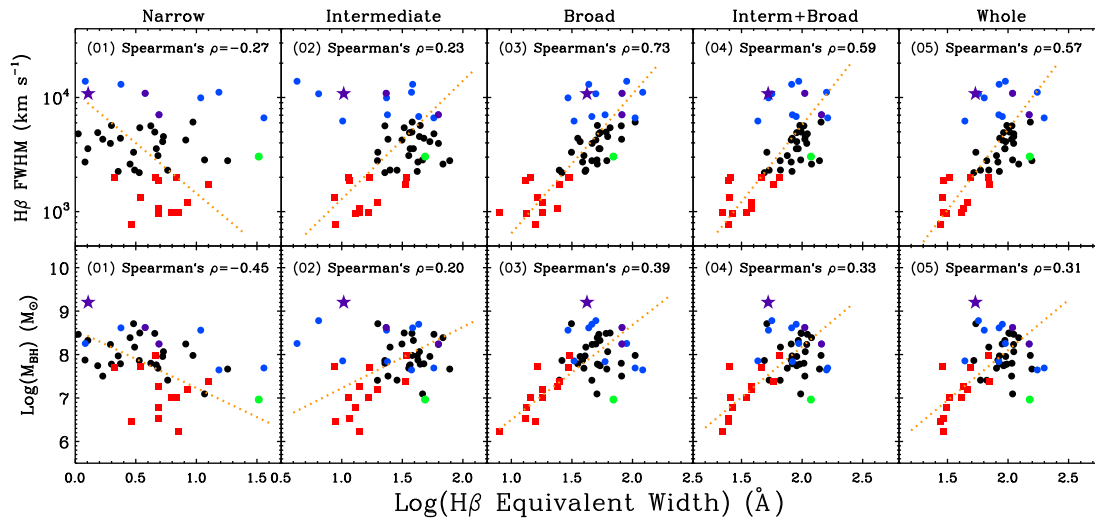 Narrow Intermediate Broad Interm+Broad Whole
(01) Spearman's ρ=-0.27 (02) Spearman's ρ=0.23 (03) Spearman's ρ=0.73 (04) Spearman's ρ=0.59 (05) Spearman's ρ=0.57
10⁴
Hβ FWHM (km s⁻¹)
10³
(01) Spearman's ρ=-0.45 (02) Spearman's ρ=0.20 (03) Spearman's ρ=0.39 (04) Spearman's ρ=0.33 (05) Spearman's ρ=0.31
10
9
8
Log(M_BH) (M_⊙)
7
6
0.0 0.5 1.0 1.5 0.5 1.0 1.5 2.0 1.0 1.5 2.0 2.5 1.5 2.0 2.5 1.5 2.0 2.5
Log(Hβ Equivalent Width) (Å)